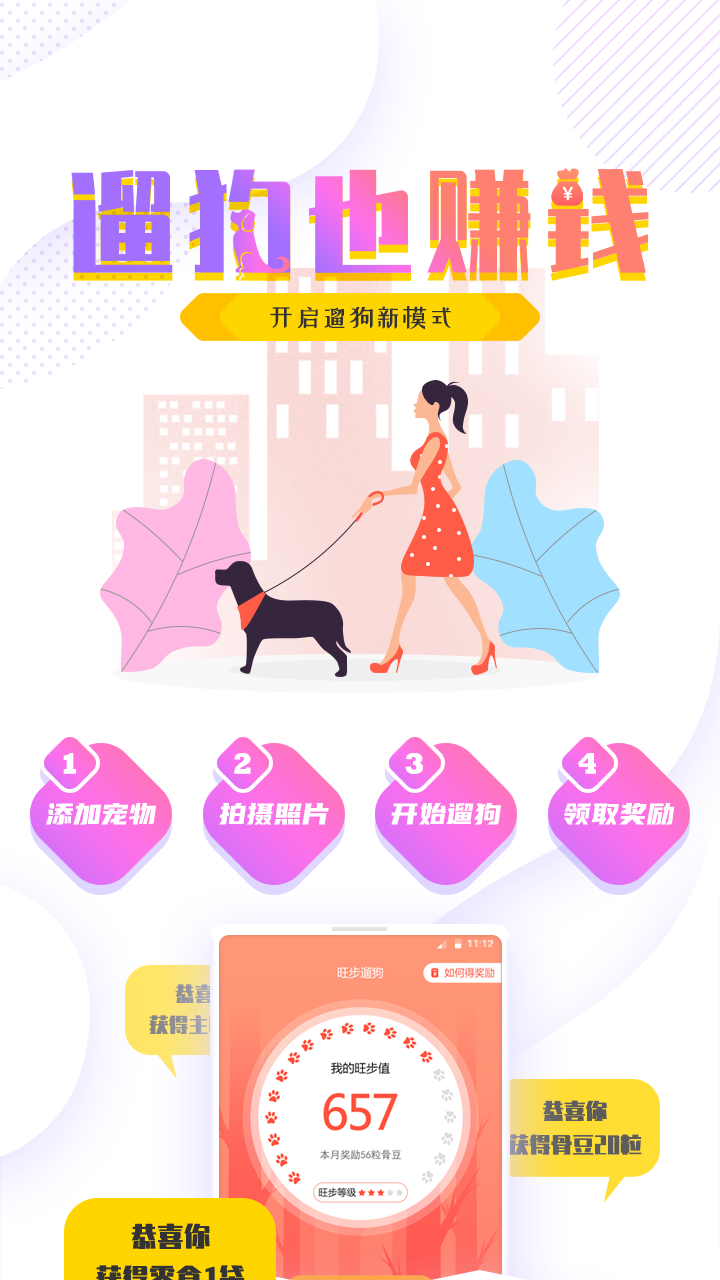 遛狗也赚钱
¥
开启遛狗新模式
1
2
3
4
添加宠物
拍摄照片
开始遛狗
领取奖励
11:12
旺步遛狗
如何得奖励
恭喜
获得主
我的旺步值
657
本月奖励56粒骨豆
旺步等级
恭喜你
获得骨豆20粒
恭喜你
获得零食1袋